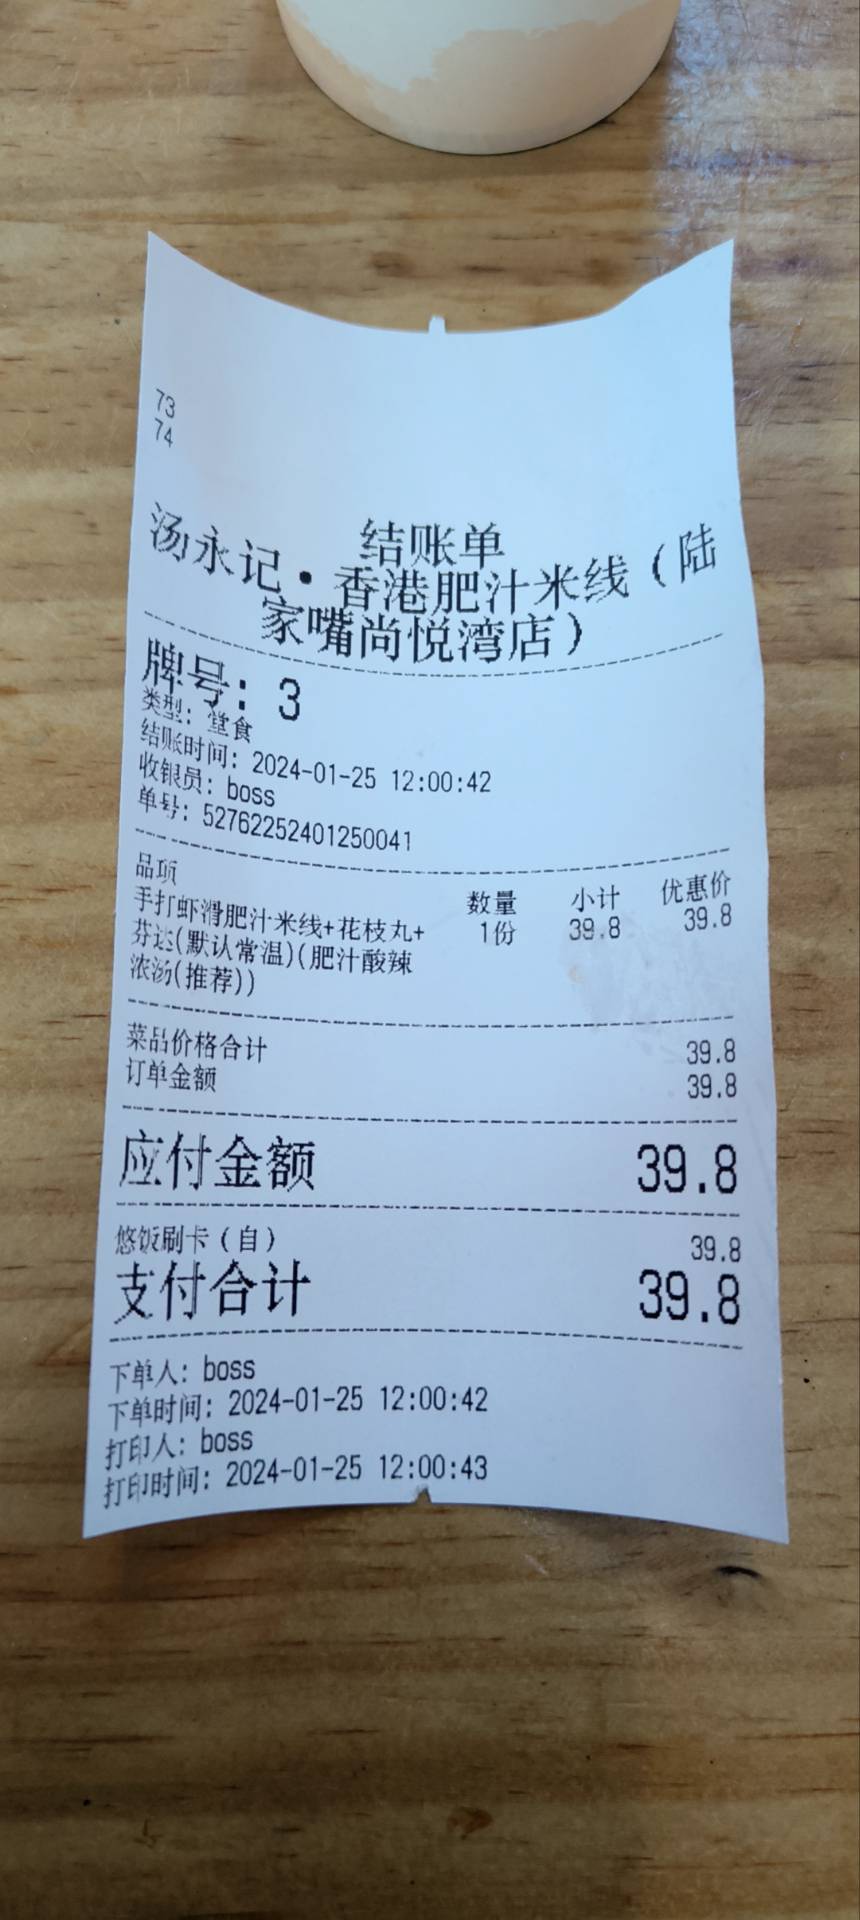 73
74
结账单
汤永记·香港肥汁米线（陆
家嘴尚悦湾店）
牌号: 3
类型: 堂食
结账时间: 2024-01-25 12:00:42
收银员: boss
单号: 52762252401250041
品项 数量 小计 优惠价
手打虾滑肥汁米线+花枝丸+ 1份 39.8 39.8
芬达(默认常温)(肥汁酸辣
浓汤(推荐))
菜品价格合计 39.8
订单金额 39.8
应付金额 39.8
悠饭刷卡（自） 39.8
支付合计 39.8
下单人: boss
下单时间: 2024-01-25 12:00:42
打印人: boss
打印时间: 2024-01-25 12:00:43